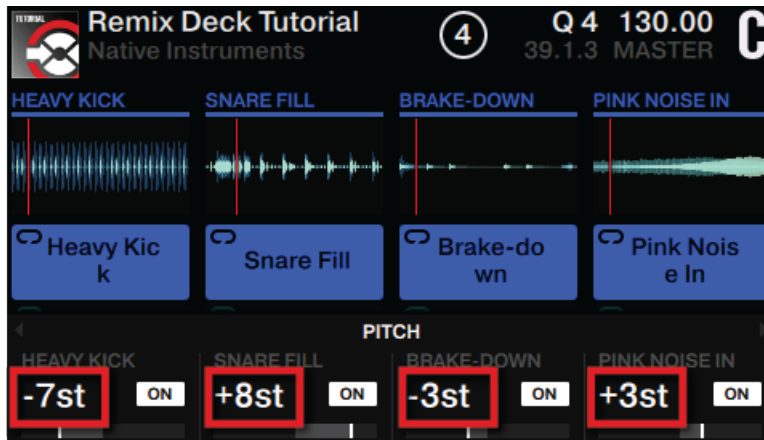 TUTORIAL
Remix Deck Tutorial
Native Instruments
4
Q 4 130.00
39.1.3 MASTER
C
HEAVY KICK SNARE FILL BRAKE-DOWN PINK NOISE IN
Heavy Kic
k
Snare Fill
Brake-do
wn
Pink Nois
e In
PITCH
HEAVY KICK SNARE FILL BRAKE-DOWN PINK NOISE IN
-7st ON +8st ON -3st ON +3st ON